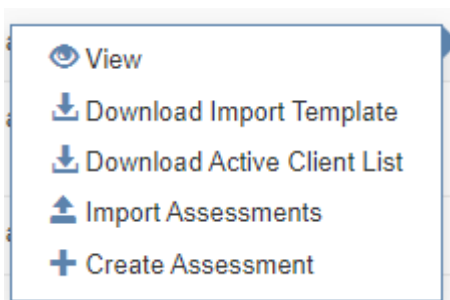 View
Download Import Template
Download Active Client List
Import Assessments
Create Assessment